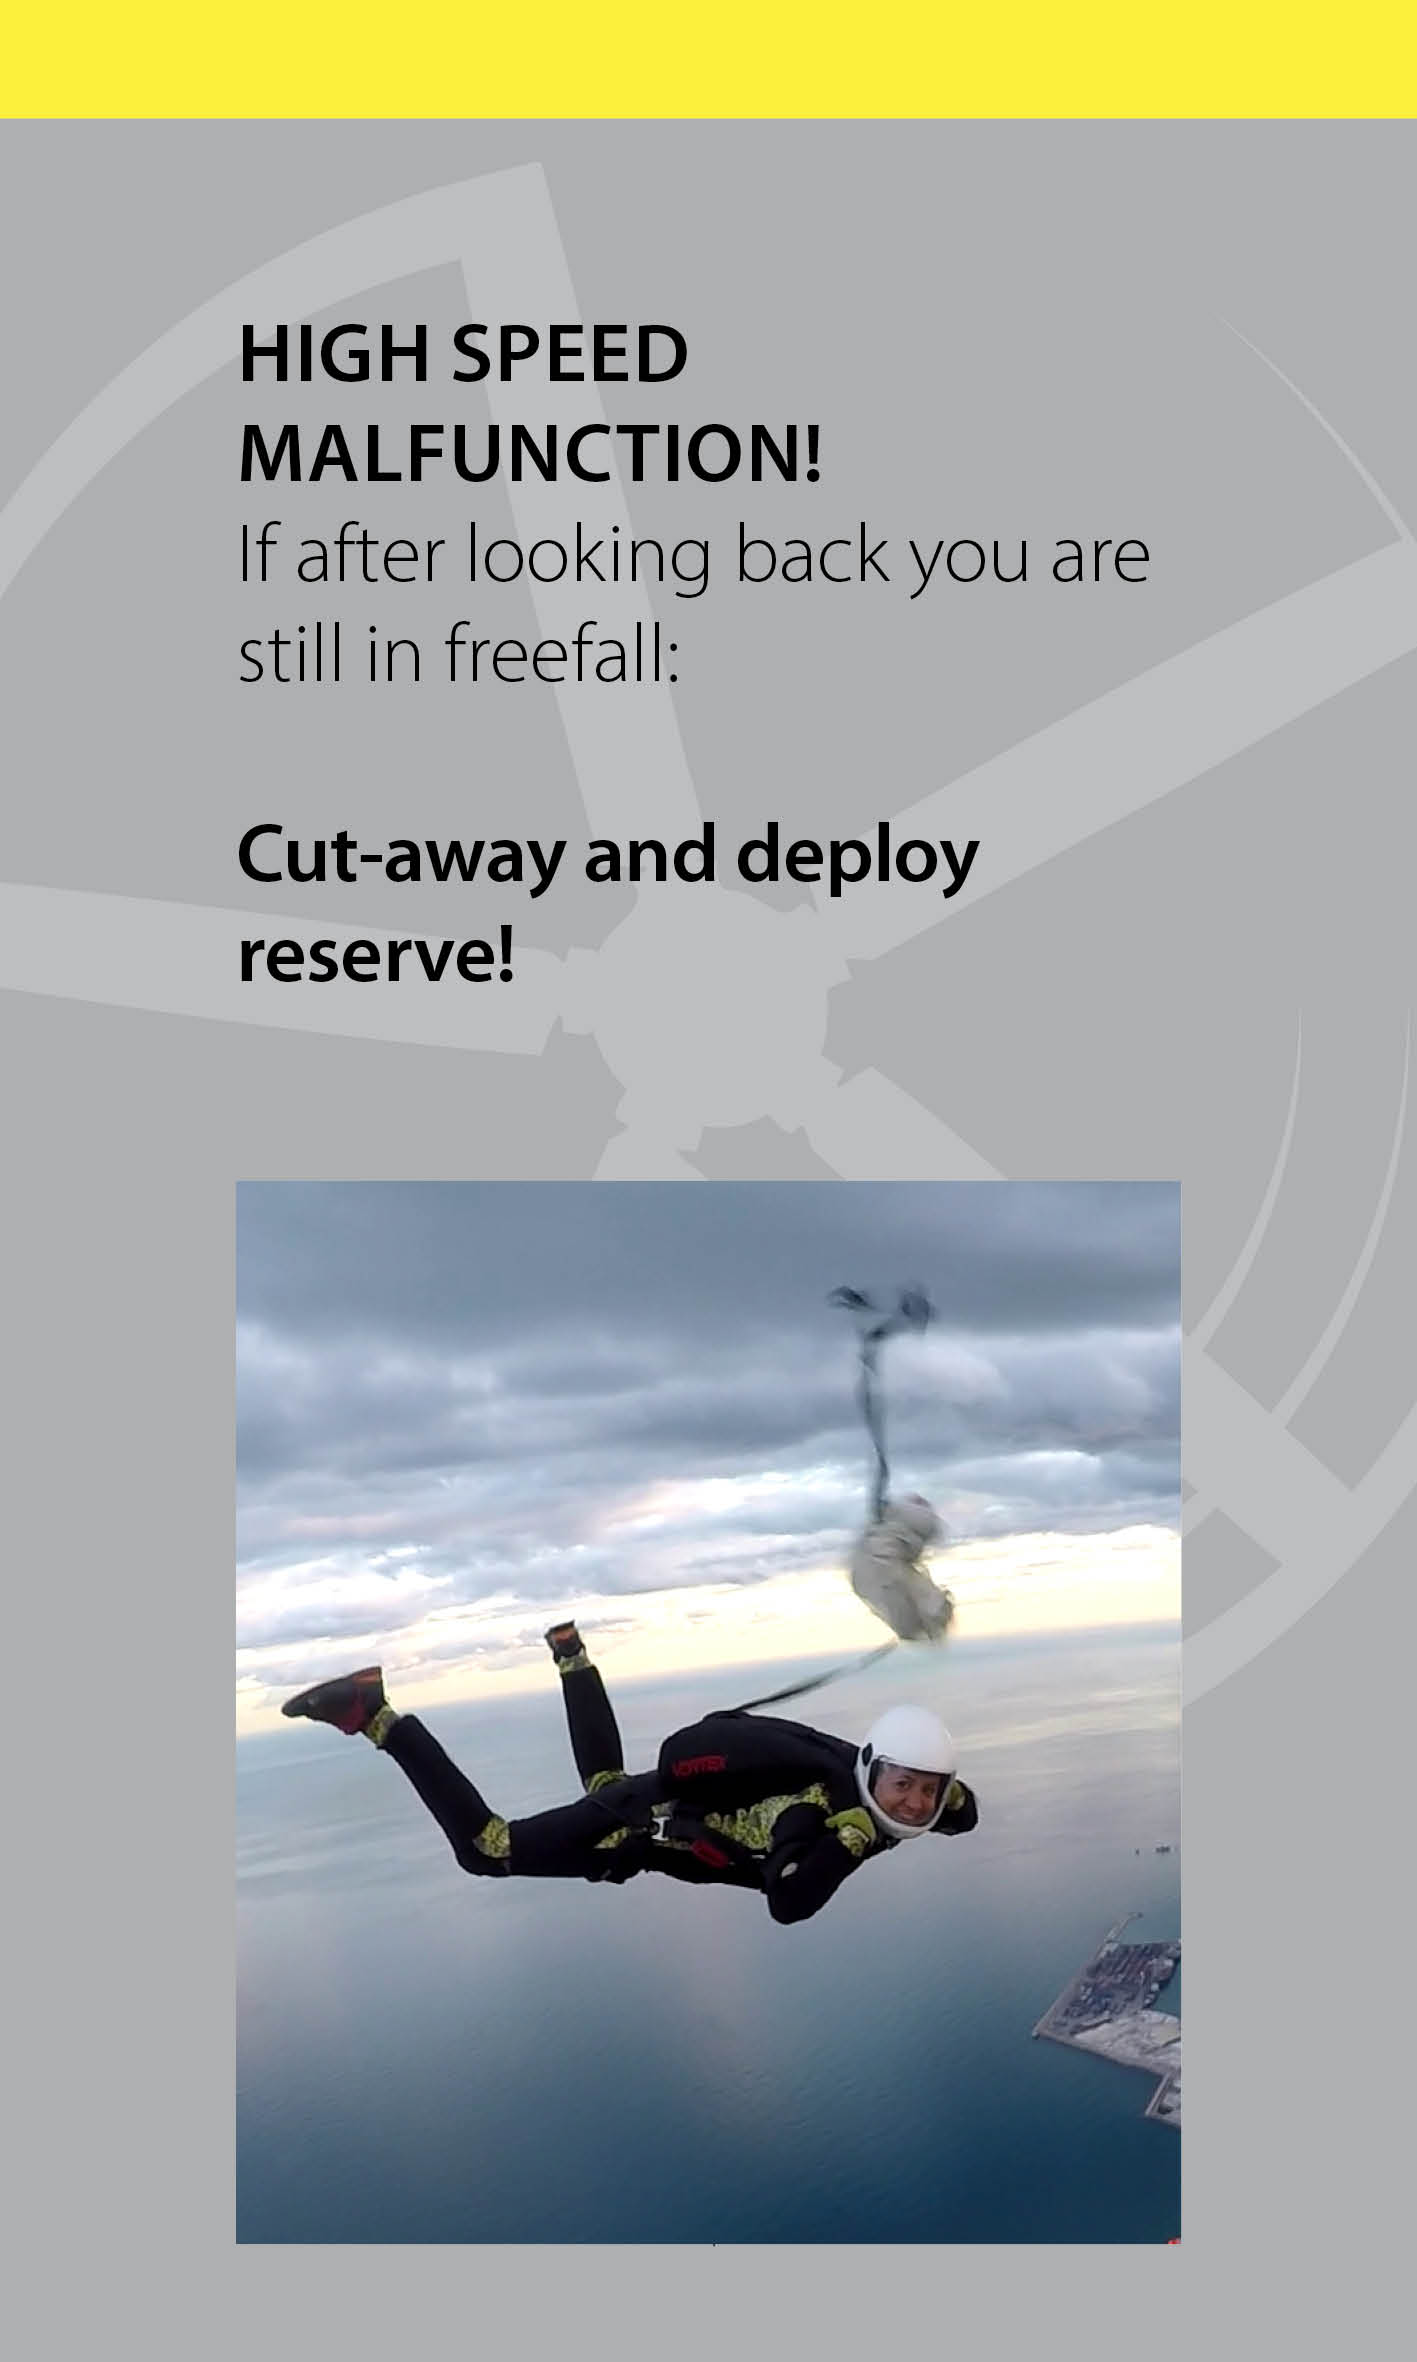 HIGH SPEED
MALFUNCTION!
If after looking back you are
still in freefall:
Cut-away and deploy
reserve!
VORTEX